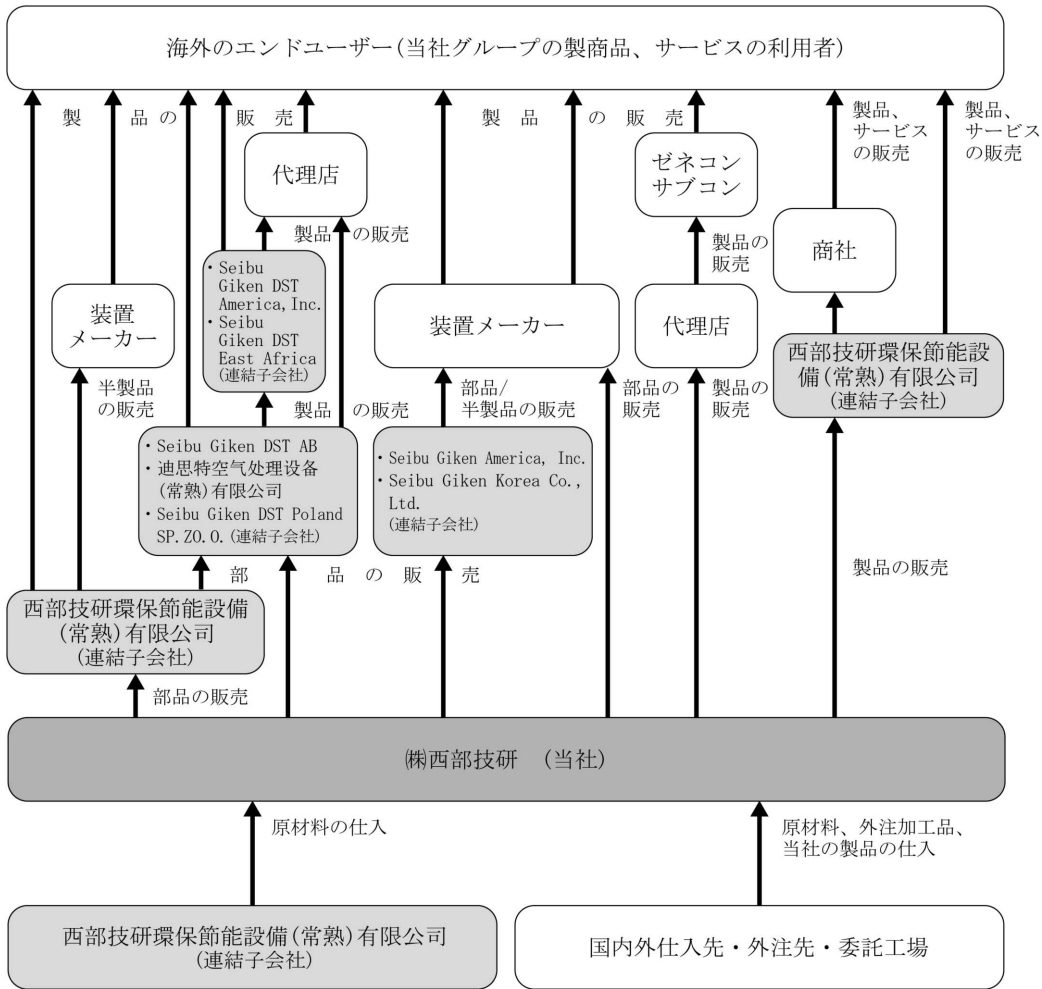 海外のエンドユーザー(当社グループの製商品、サービスの利用者)
製品の販売
製品の販売
製品、
サービス
の販売
製品、
サービス
の販売
代理店
ゼネコン
サブコン
製品の販売
製品の
販売
商社
・Seibu
Giken DST
America,Inc.
・Seibu
Giken DST
East Africa
(連結子会社)
装置
メーカー
装置メーカー
代理店
西部技研環保節能設
備(常熟)有限公司
(連結子会社)
半製品
の販売
製品の販売
部品/
半製品の販売
部品の
販売
製品の
販売
・Seibu Giken DST AB
・迪思特空气处理设备
(常熟)有限公司
・Seibu Giken DST Poland
SP.ZO.O.(連結子会社)
・Seibu Giken America, Inc.
・Seibu Giken Korea Co.,
Ltd.
(連結子会社)
部品の販売
製品の販売
西部技研環保節能設備
(常熟)有限公司
(連結子会社)
部品の販売
㈱西部技研 (当社)
原材料の仕入
原材料、外注加工品、
当社の製品の仕入
西部技研環保節能設備(常熟)有限公司
(連結子会社)
国内外仕入先・外注先・委託工場